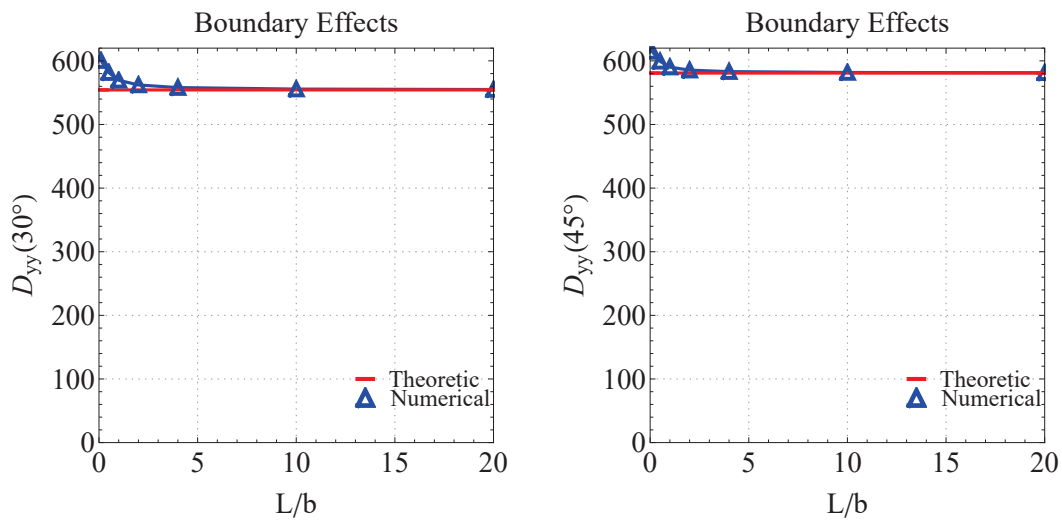 Boundary Effects
600
500
400
300
200
100
0
D_yy(30°)
0 5 10 15 20
L/b
Theoretic
Numerical
Boundary Effects
600
500
400
300
200
100
0
D_yy(45°)
0 5 10 15 20
L/b
Theoretic
Numerical